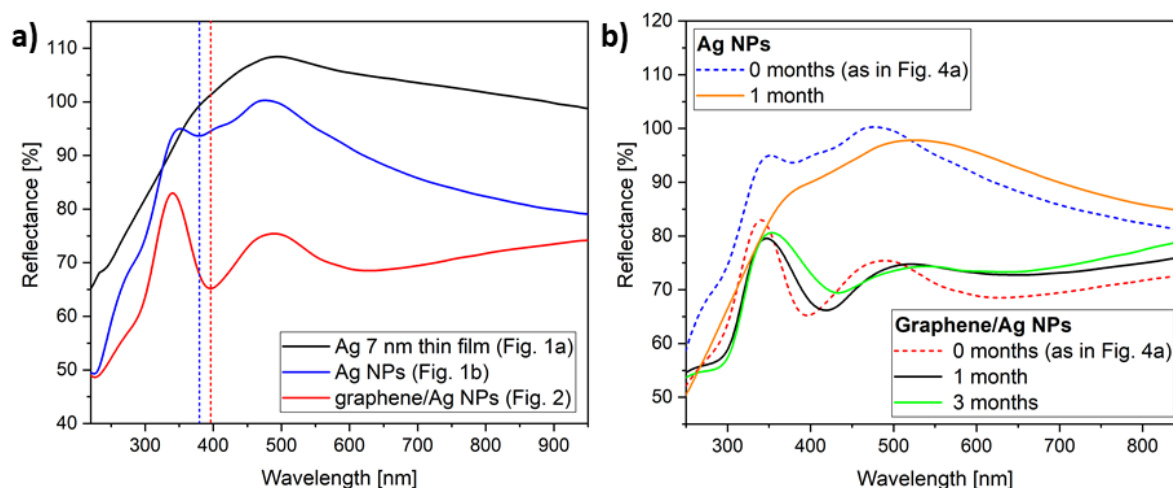 a)
Reflectance [%]
110
100
90
80
70
60
50
40
Ag 7 nm thin film (Fig. 1a)
Ag NPs (Fig. 1b)
graphene/Ag NPs (Fig. 2)
300 400 500 600 700 800 900
Wavelength [nm]
b)
Reflectance [%]
120
110
100
90
80
70
60
50
Ag NPs
0 months (as in Fig. 4a)
1 month
Graphene/Ag NPs
0 months (as in Fig. 4a)
1 month
3 months
300 400 500 600 700 800
Wavelength [nm]